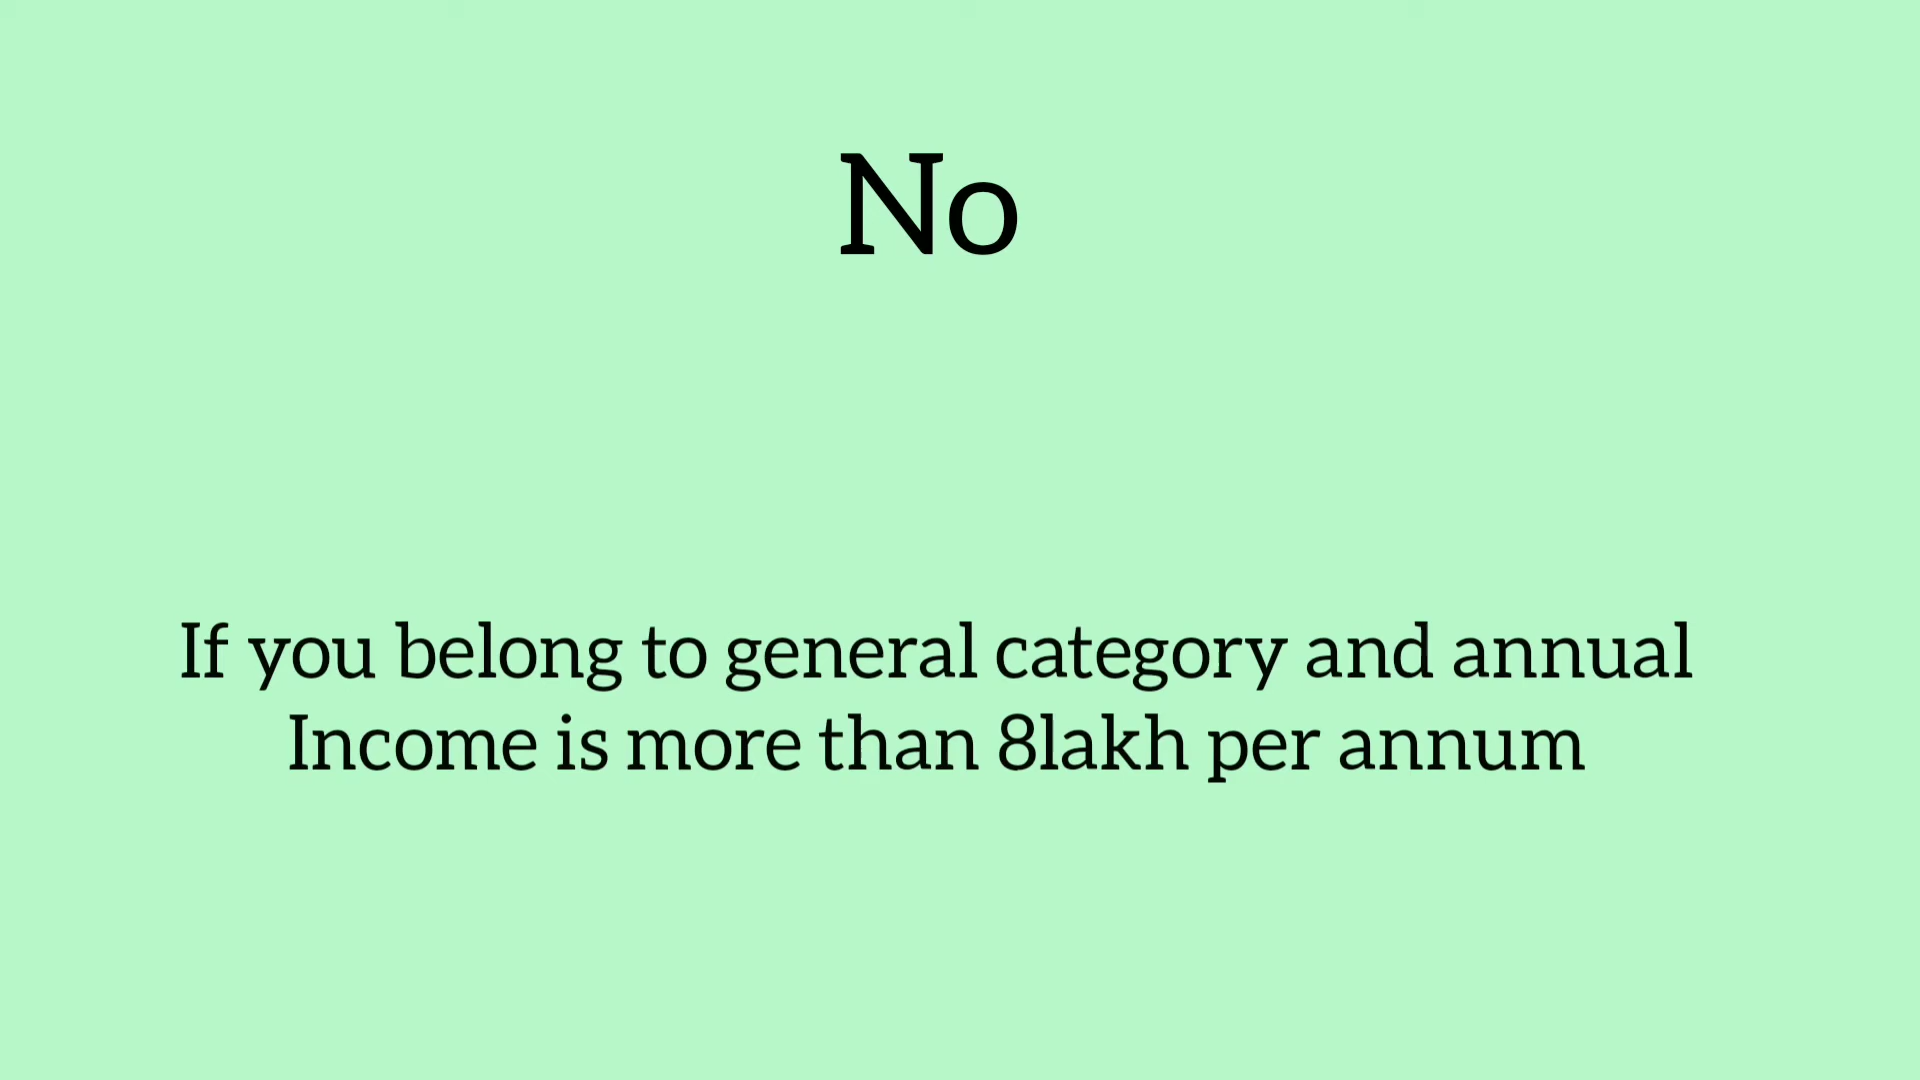 No
If you belong to general category and annual
Income is more than 8lakh per annum